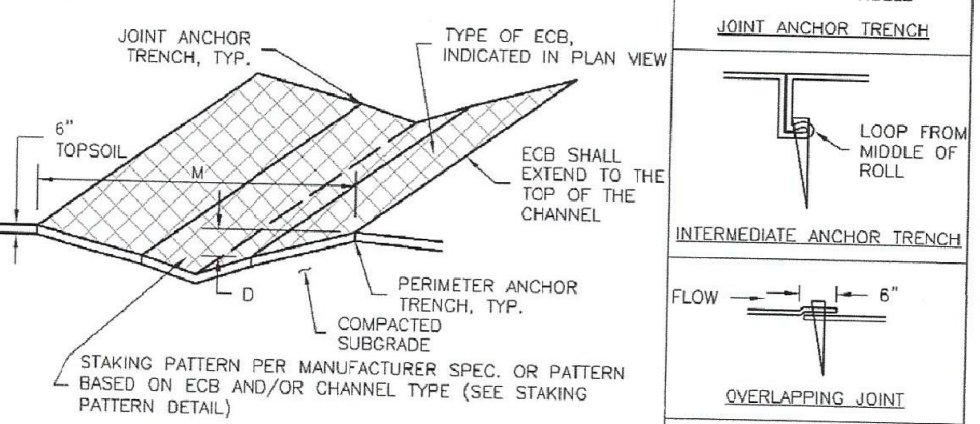 JOINT ANCHOR
TRENCH, TYP.
TYPE OF ECB,
INDICATED IN PLAN VIEW
6"
TOPSOIL
M
ECB SHALL
EXTEND TO THE
TOP OF THE
CHANNEL
D
PERIMETER ANCHOR
TRENCH, TYP.
COMPACTED
SUBGRADE
STAKING PATTERN PER MANUFACTURER SPEC. OR PATTERN
BASED ON ECB AND/OR CHANNEL TYPE (SEE STAKING
PATTERN DETAIL)
JOINT ANCHOR TRENCH
LOOP FROM
MIDDLE OF
ROLL
INTERMEDIATE ANCHOR TRENCH
FLOW
6"
OVERLAPPING JOINT